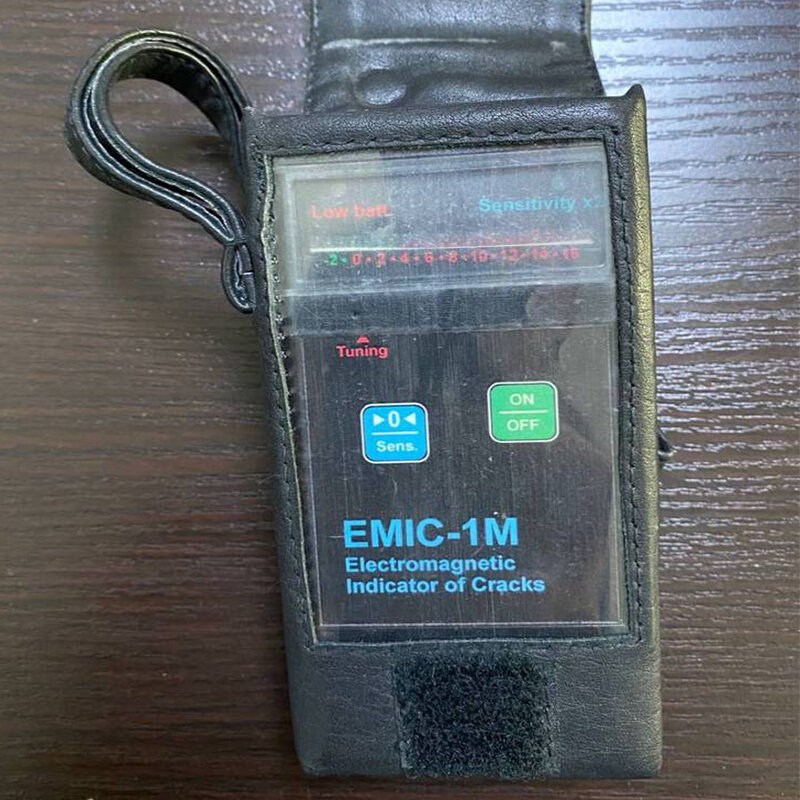 Low batt. Sensitivity x2
-2 • 0 • 2 • 4 • 6 • 8 • 10 • 12 • 14 • 16
Tuning
▶0◀
Sens.
ON
OFF
EMIC-1M
Electromagnetic
Indicator of Cracks